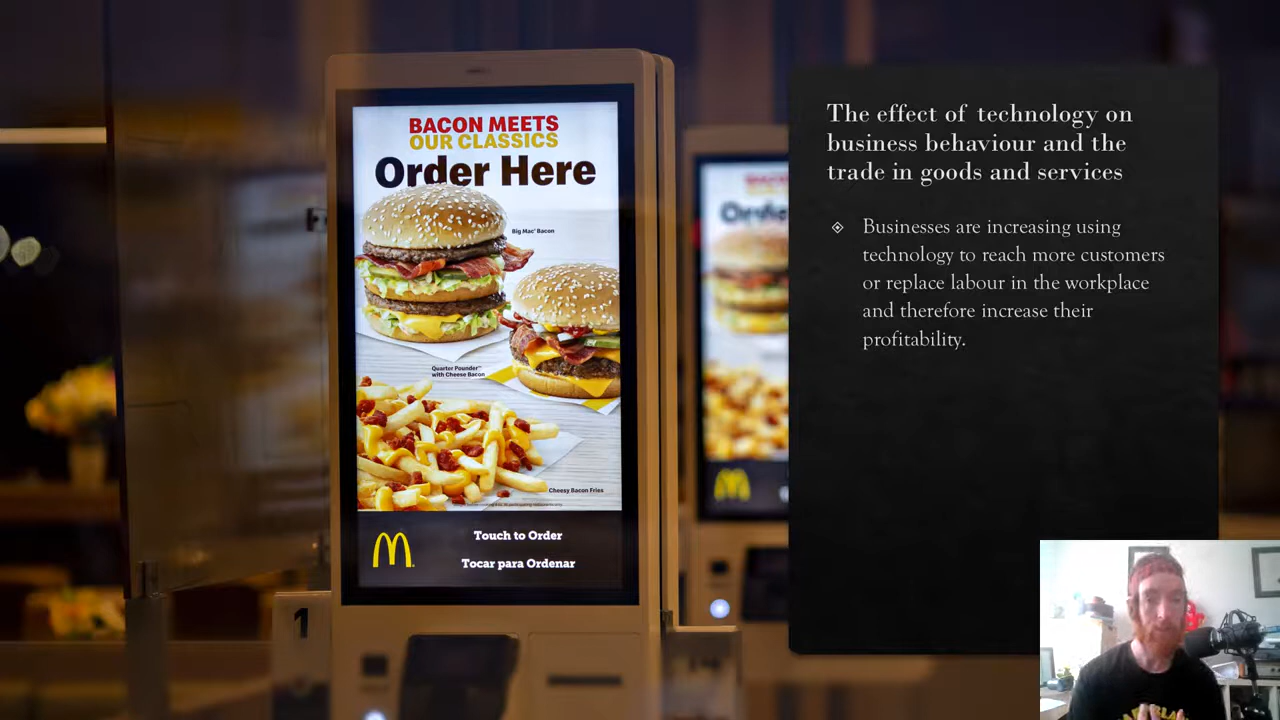 BACON MEETS
OUR CLASSICS
Order Here
Big Mac® Bacon
Quarter Pounder™
with Cheese Bacon
Cheesy Bacon Fries
Touch to Order
Tocar para Ordenar
1
The effect of technology on
business behaviour and the
trade in goods and services
Businesses are increasing using
technology to reach more customers
or replace labour in the workplace
and therefore increase their
profitability.